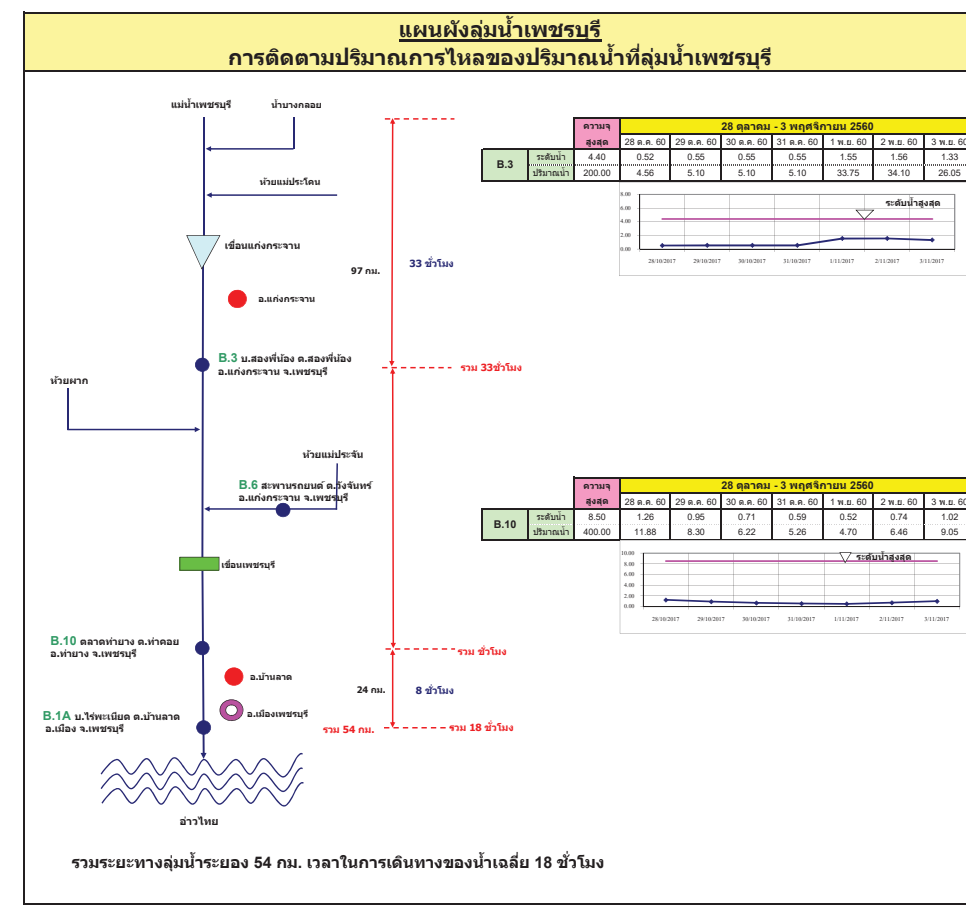 แผนผังลุ่มน้ำเพชรบุรี
การติดตามปริมาณการไหลของปริมาณน้ำที่ลุ่มน้ำเพชรบุรี
แม่น้ำเพชรบุรี น้ำบางกลอย
ห้วยแม่ประโดน
เขื่อนแก่งกระจาน
97 กม. 33 ชั่วโมง
อ.แก่งกระจาน
B.3 บ.สองพี่น้อง ต.สองพี่น้อง
อ.แก่งกระจาน จ.เพชรบุรี
รวม 33ชั่วโมง
ห้วยผาก
ห้วยแม่ประจัน
B.6 สะพานรถยนต์ ต.วังจันทร์
อ.แก่งกระจาน จ.เพชรบุรี
เขื่อนเพชรบุรี
B.10 ตลาดท่ายาง ต.ท่าคอย
อ.ท่ายาง จ.เพชรบุรี
รวม ชั่วโมง
อ.บ้านลาด
24 กม. 8 ชั่วโมง
อ.เมืองเพชรบุรี
B.1A บ.ไร่พะเนียด ต.บ้านลาด
อ.เมือง จ.เพชรบุรี
รวม 54 กม. รวม 18 ชั่วโมง
อ่าวไทย
รวมระยะทางลุ่มน้ำระยอง 54 กม. เวลาในการเดินทางของน้ำเฉลี่ย 18 ชั่วโมง
ความจุ 28 ตุลาคม - 3 พฤศจิกายน 2560
สูงสุด 28 ต.ค. 60 29 ต.ค. 60 30 ต.ค. 60 31 ต.ค. 60 1 พ.ย. 60 2 พ.ย. 60 3 พ.ย. 60
B.3 ระดับน้ำ 4.40 0.52 0.55 0.55 0.55 1.55 1.56 1.33
ปริมาณน้ำ 200.00 4.56 5.10 5.10 5.10 33.75 34.10 26.05
8.00
ระดับน้ำสูงสุด
6.00
4.00
2.00
0.00
28/10/2017 29/10/2017 30/10/2017 31/10/2017 1/11/2017 2/11/2017 3/11/2017
ความจุ 28 ตุลาคม - 3 พฤศจิกายน 2560
สูงสุด 28 ต.ค. 60 29 ต.ค. 60 30 ต.ค. 60 31 ต.ค. 60 1 พ.ย. 60 2 พ.ย. 60 3 พ.ย. 60
B.10 ระดับน้ำ 8.50 1.26 0.95 0.71 0.59 0.52 0.74 1.02
ปริมาณน้ำ 400.00 11.88 8.30 6.22 5.26 4.70 6.46 9.05
10.00
ระดับน้ำสูงสุด
8.00
6.00
4.00
2.00
0.00
28/10/2017 29/10/2017 30/10/2017 31/10/2017 1/11/2017 2/11/2017 3/11/2017